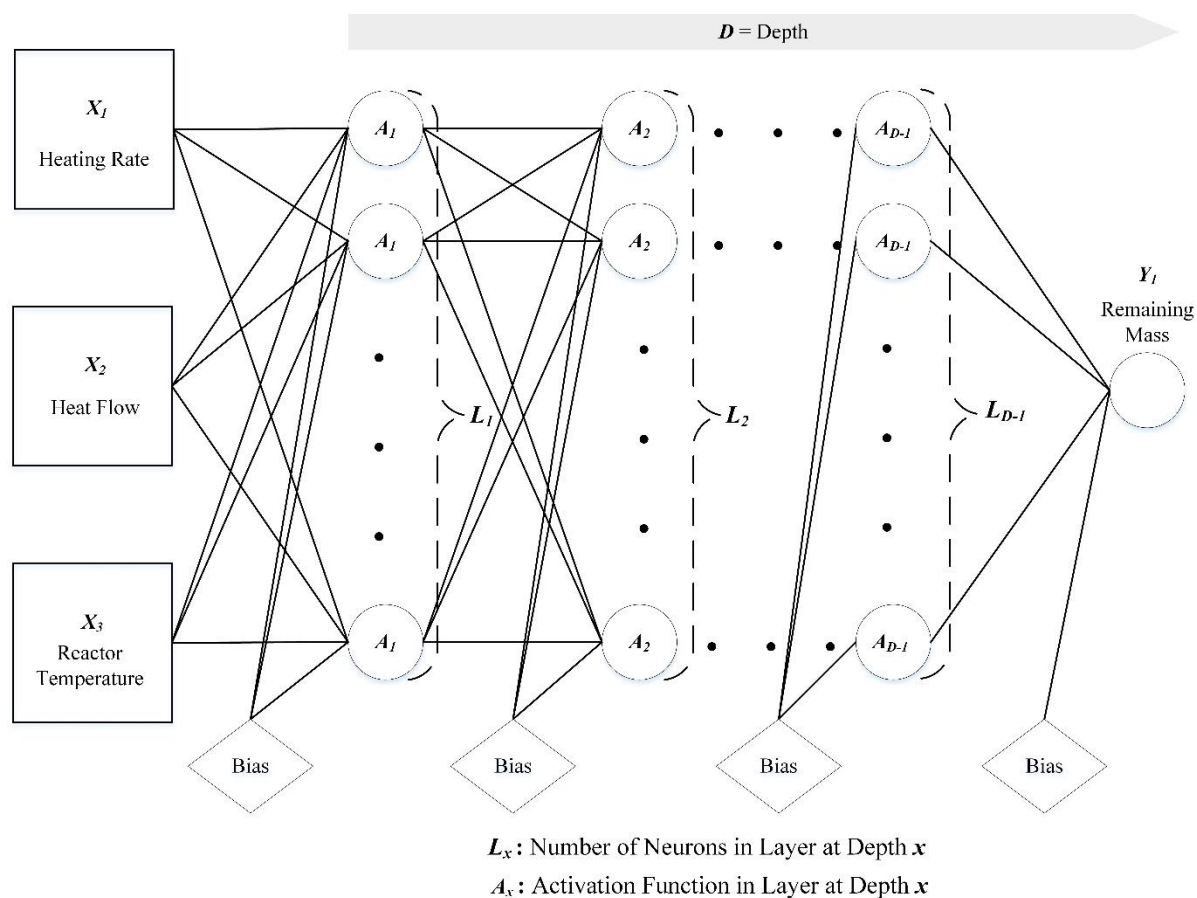 D = Depth
X1
Heating Rate
X2
Heat Flow
X3
Reactor
Temperature
A1
A1
A1
L1
A2
A2
A2
L2
AD-1
AD-1
AD-1
LD-1
Y1
Remaining
Mass
Bias
Bias
Bias
Bias
Lx : Number of Neurons in Layer at Depth x
Ax : Activation Function in Layer at Depth x